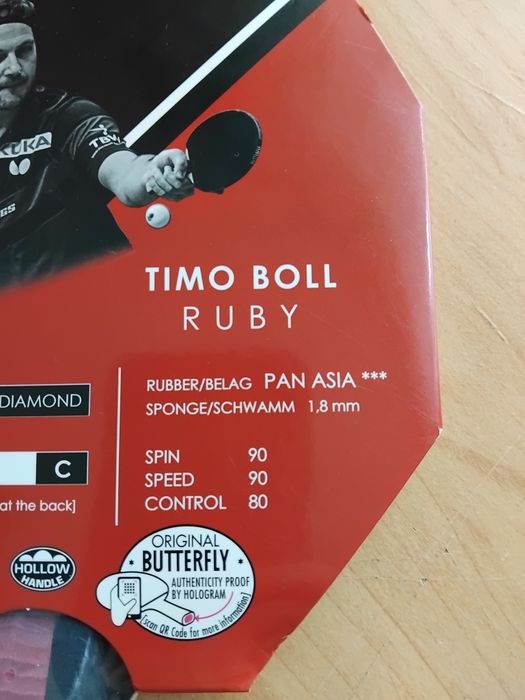 KUKA
TIMO BOLL
RUBY
DIAMOND
RUBBER/BELAG PAN ASIA ***
SPONGE/SCHWAMM 1,8 mm
C
at the back]
SPIN 90
SPEED 90
CONTROL 80
HOLLOW
HANDLE
ORIGINAL
BUTTERFLY
AUTHENTICITY PROOF
BY HOLOGRAM
[scan QR Code for more information]